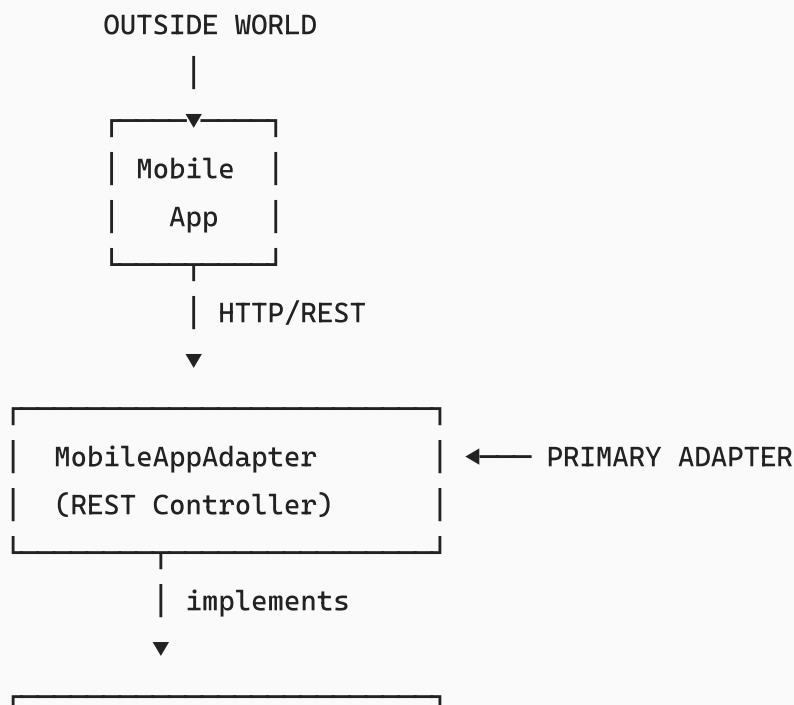 OUTSIDE WORLD
Mobile
App
HTTP/REST
MobileAppAdapter
PRIMARY ADAPTER
(REST Controller)
implements